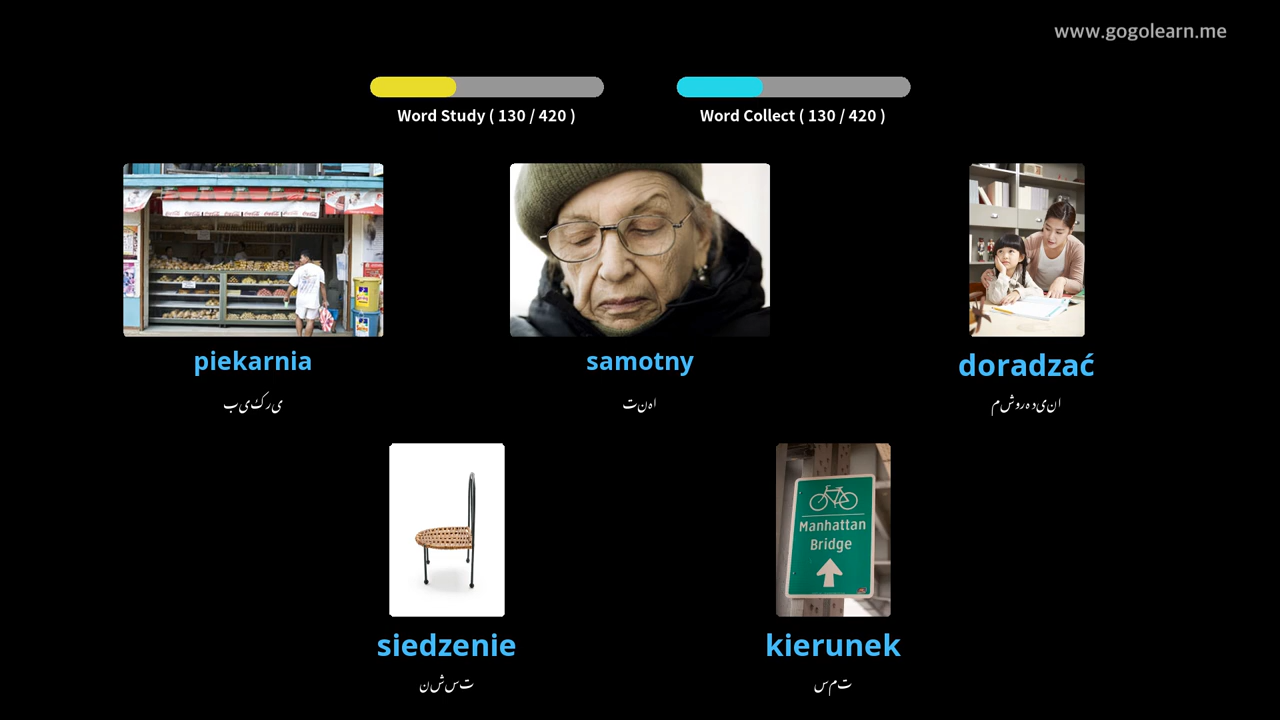 www.gogolearn.me
Word Study ( 130 / 420 )
Word Collect ( 130 / 420 )
piekarnia
بیکری
samotny
تنہا
doradzać
مشورہ دینا
siedzenie
نشست
Manhattan
Bridge
kierunek
سمت